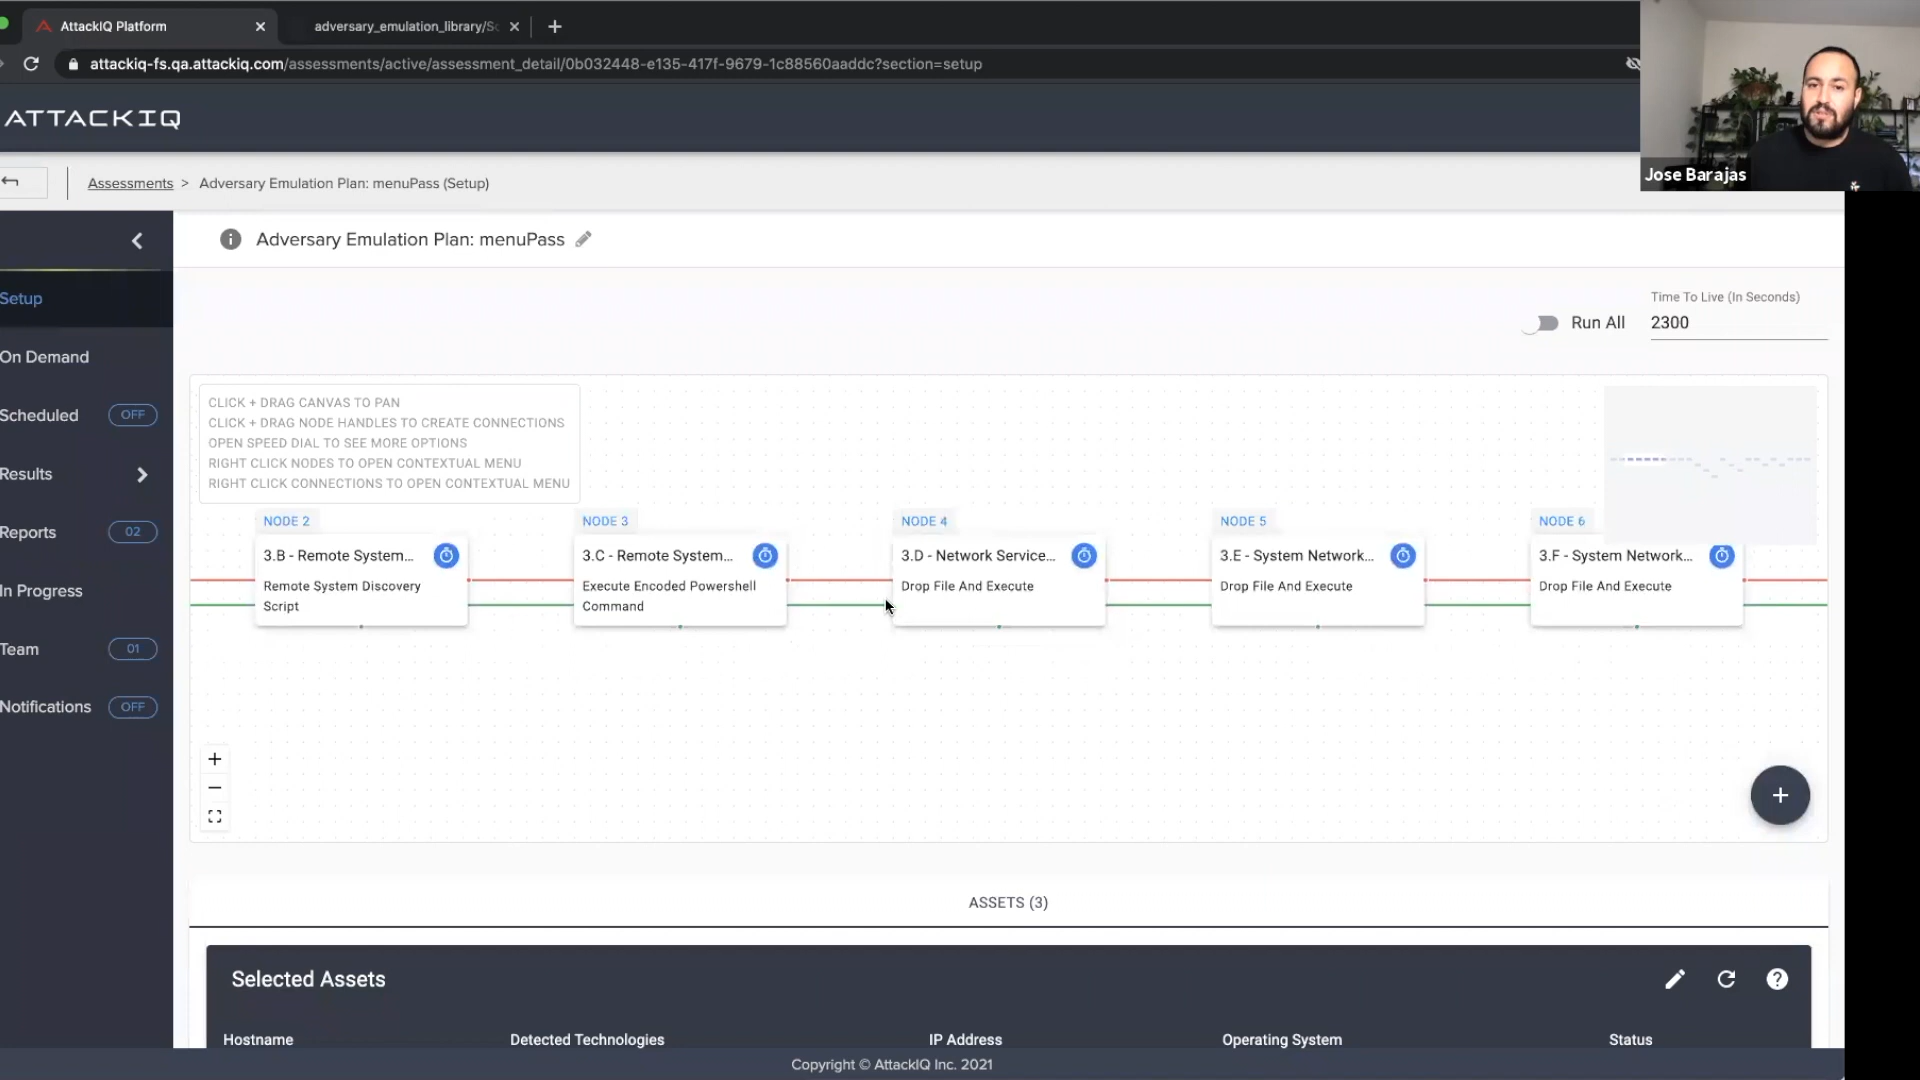 AttackIQ Platform
adversary_emulation_library/Sc
attackiq-fs.qa.attackiq.com/assessments/active/assessment_detail/0b032448-e135-417f-9679-1c88560aaddc?section=setup
ATTACKIQ
Jose Barajas
Assessments > Adversary Emulation Plan: menuPass (Setup)
Adversary Emulation Plan: menuPass
Setup
On Demand
Scheduled OFF
Results
Reports 02
In Progress
Team 01
Notifications OFF
Time To Live (In Seconds)
Run All 2300
CLICK + DRAG CANVAS TO PAN
CLICK + DRAG NODE HANDLES TO CREATE CONNECTIONS
OPEN SPEED DIAL TO SEE MORE OPTIONS
RIGHT CLICK NODES TO OPEN CONTEXTUAL MENU
RIGHT CLICK CONNECTIONS TO OPEN CONTEXTUAL MENU
NODE 2
3.B - Remote System...
Remote System Discovery
Script
NODE 3
3.C - Remote System...
Execute Encoded Powershell
Command
NODE 4
3.D - Network Service...
Drop File And Execute
NODE 5
3.E - System Network...
Drop File And Execute
NODE 6
3.F - System Network...
Drop File And Execute
ASSETS (3)
Selected Assets
Hostname Detected Technologies IP Address Operating System Status
Copyright © AttackIQ Inc. 2021